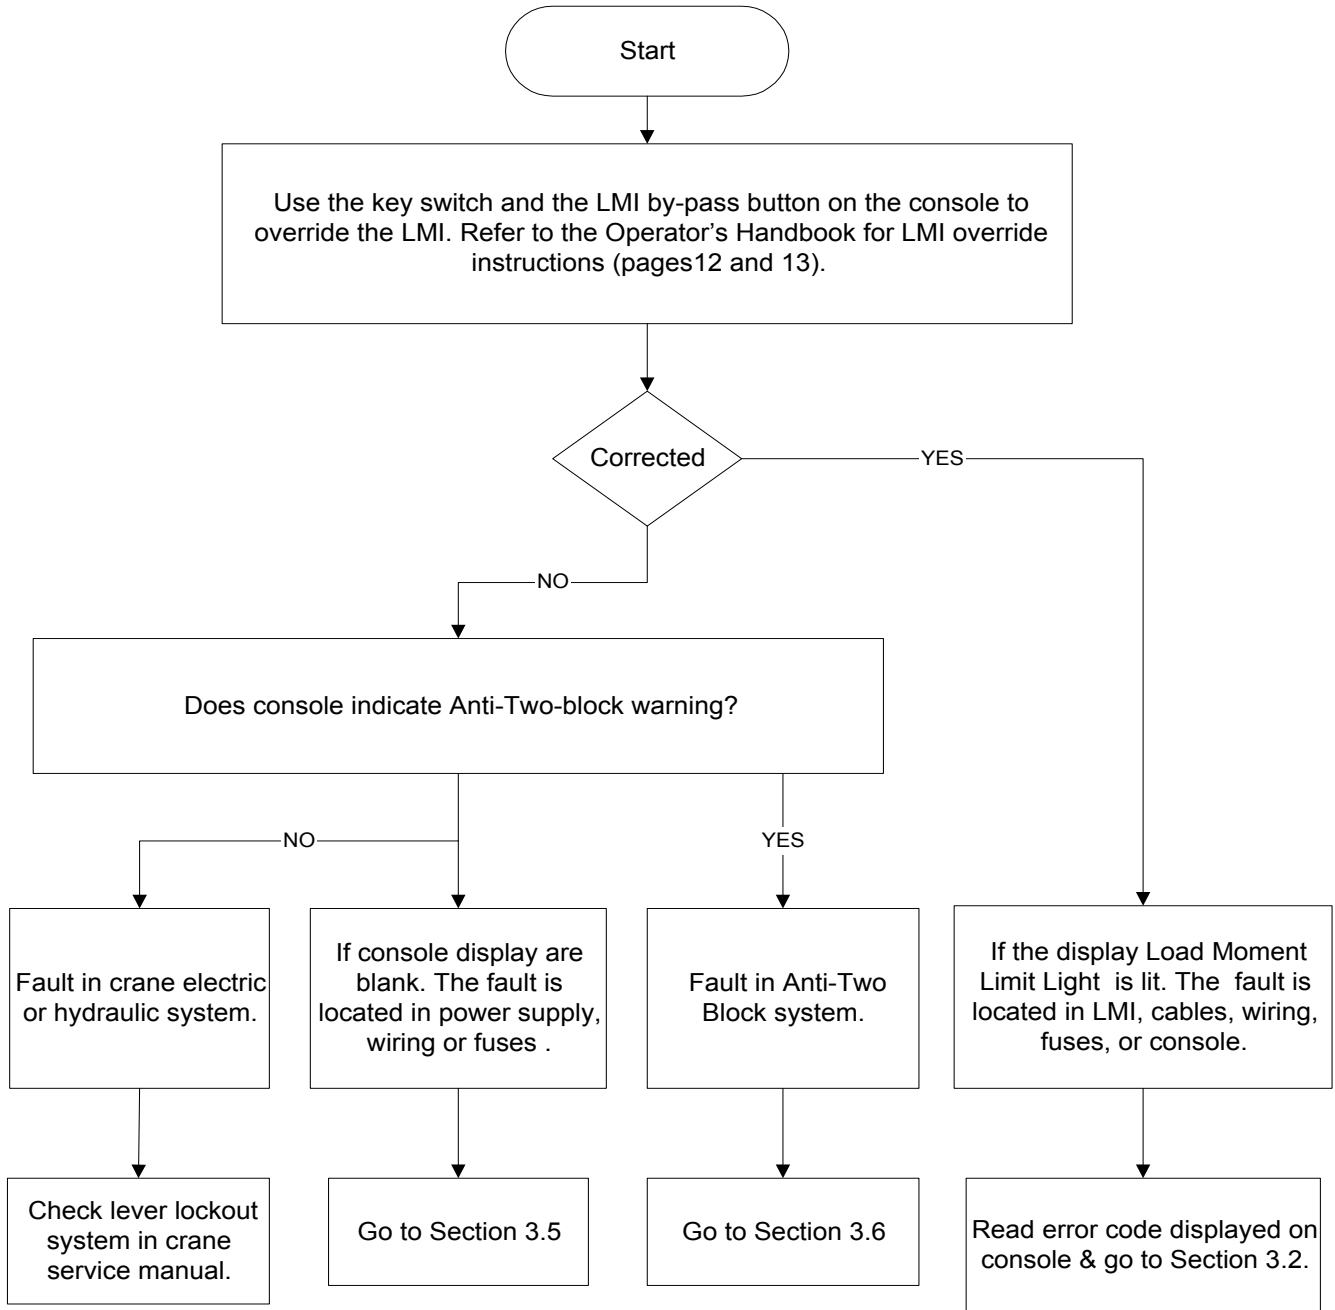 Start
Use the key switch and the LMI by-pass button on the console to
override the LMI. Refer to the Operator's Handbook for LMI override
instructions (pages12 and 13).
Corrected
YES
NO
Does console indicate Anti-Two-block warning?
NO
YES
Fault in crane electric
or hydraulic system.
If console display are
blank. The fault is
located in power supply,
wiring or fuses .
Fault in Anti-Two
Block system.
If the display Load Moment
Limit Light is lit. The fault is
located in LMI, cables, wiring,
fuses, or console.
Check lever lockout
system in crane
service manual.
Go to Section 3.5
Go to Section 3.6
Read error code displayed on
console & go to Section 3.2.